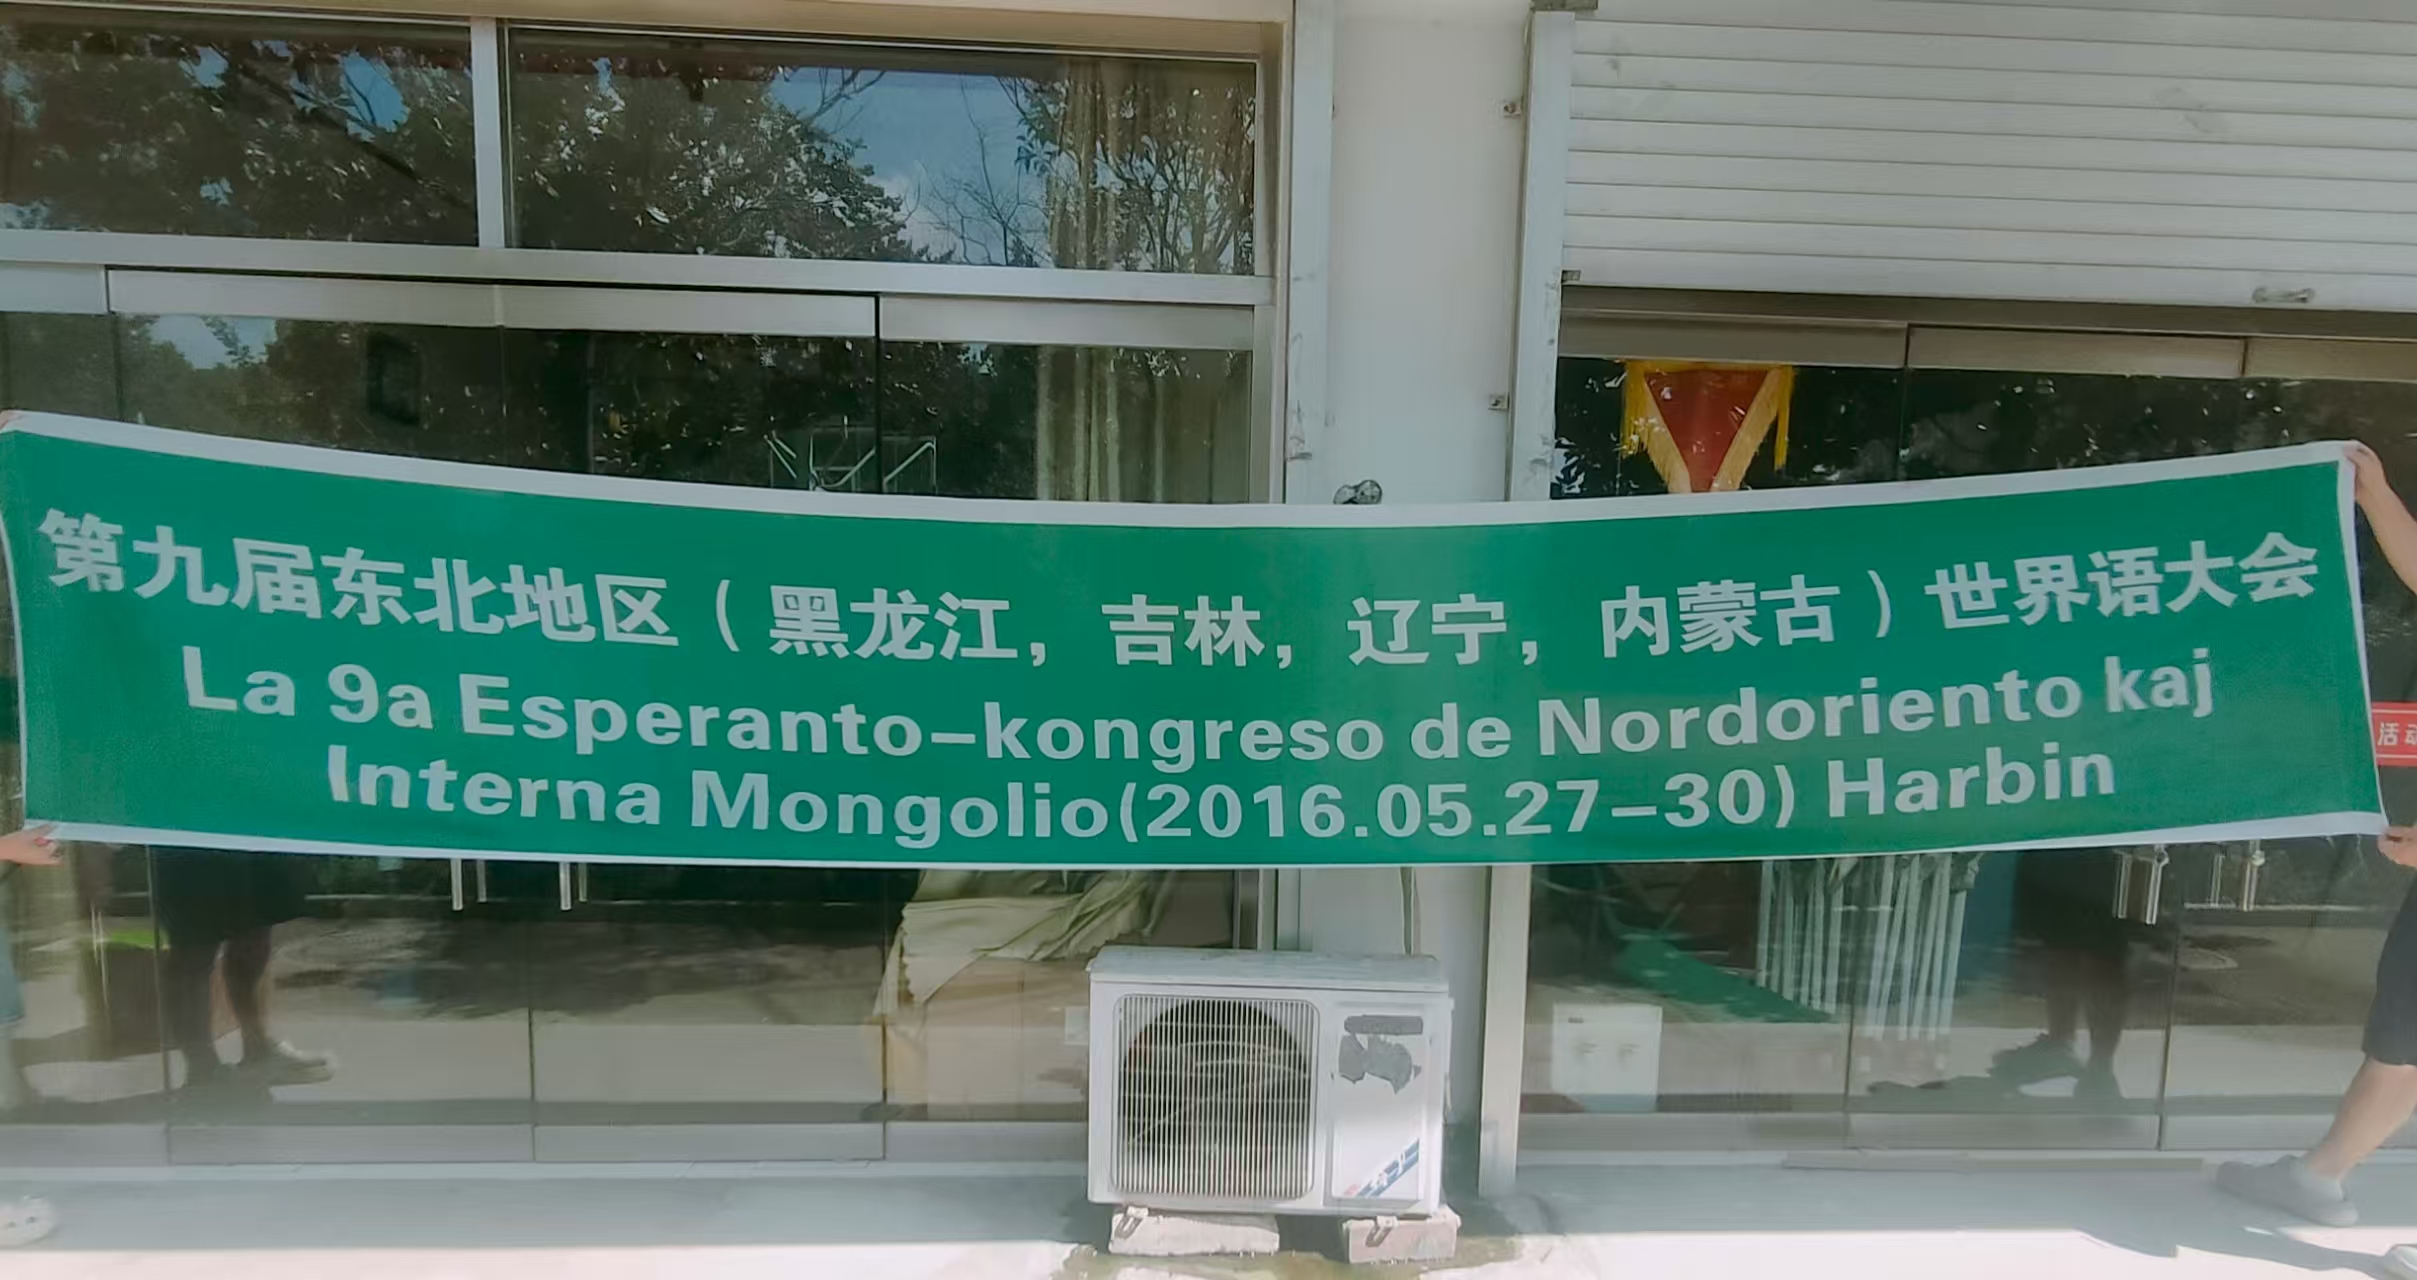 第九届东北地区（黑龙江，吉林，辽宁，内蒙古）世界语大会
La 9a Esperanto-kongreso de Nordoriento kaj
Interna Mongolio(2016.05.27-30) Harbin